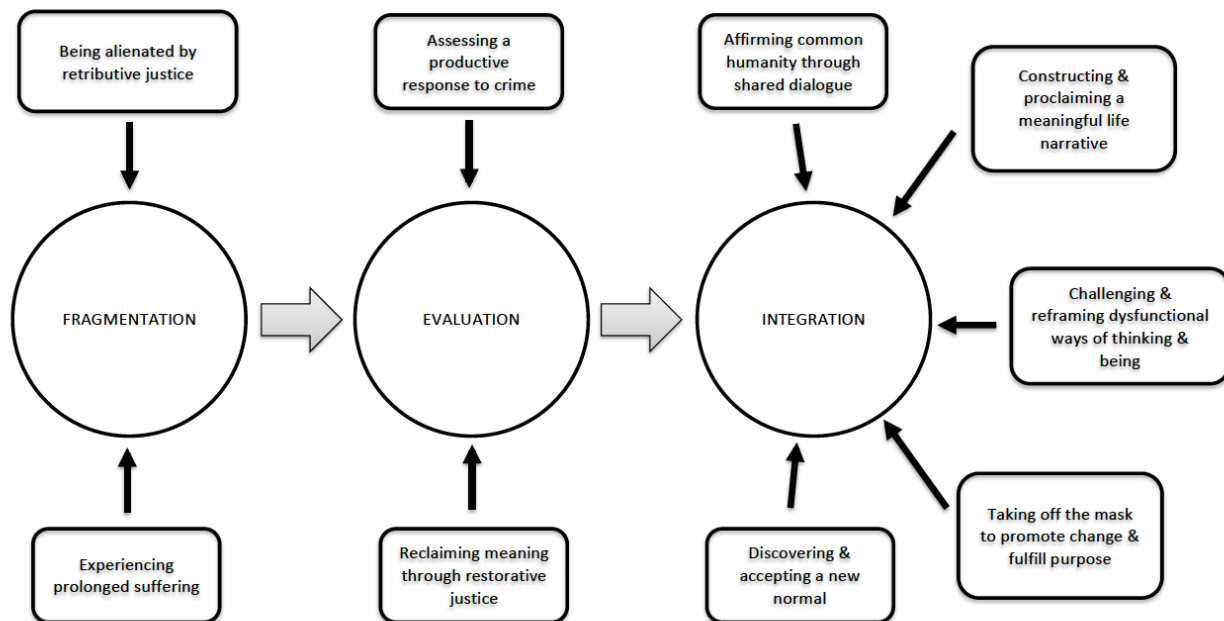 Being alienated by
retributive justice
Assessing a
productive
response to crime
Affirming common
humanity through
shared dialogue
Constructing &
proclaiming a
meaningful life
narrative
FRAGMENTATION
EVALUATION
INTEGRATION
Challenging &
reframing dysfunctional
ways of thinking &
being
Experiencing
prolonged suffering
Reclaiming meaning
through restorative
justice
Discovering &
accepting a new
normal
Taking off the mask
to promote change &
fulfill purpose